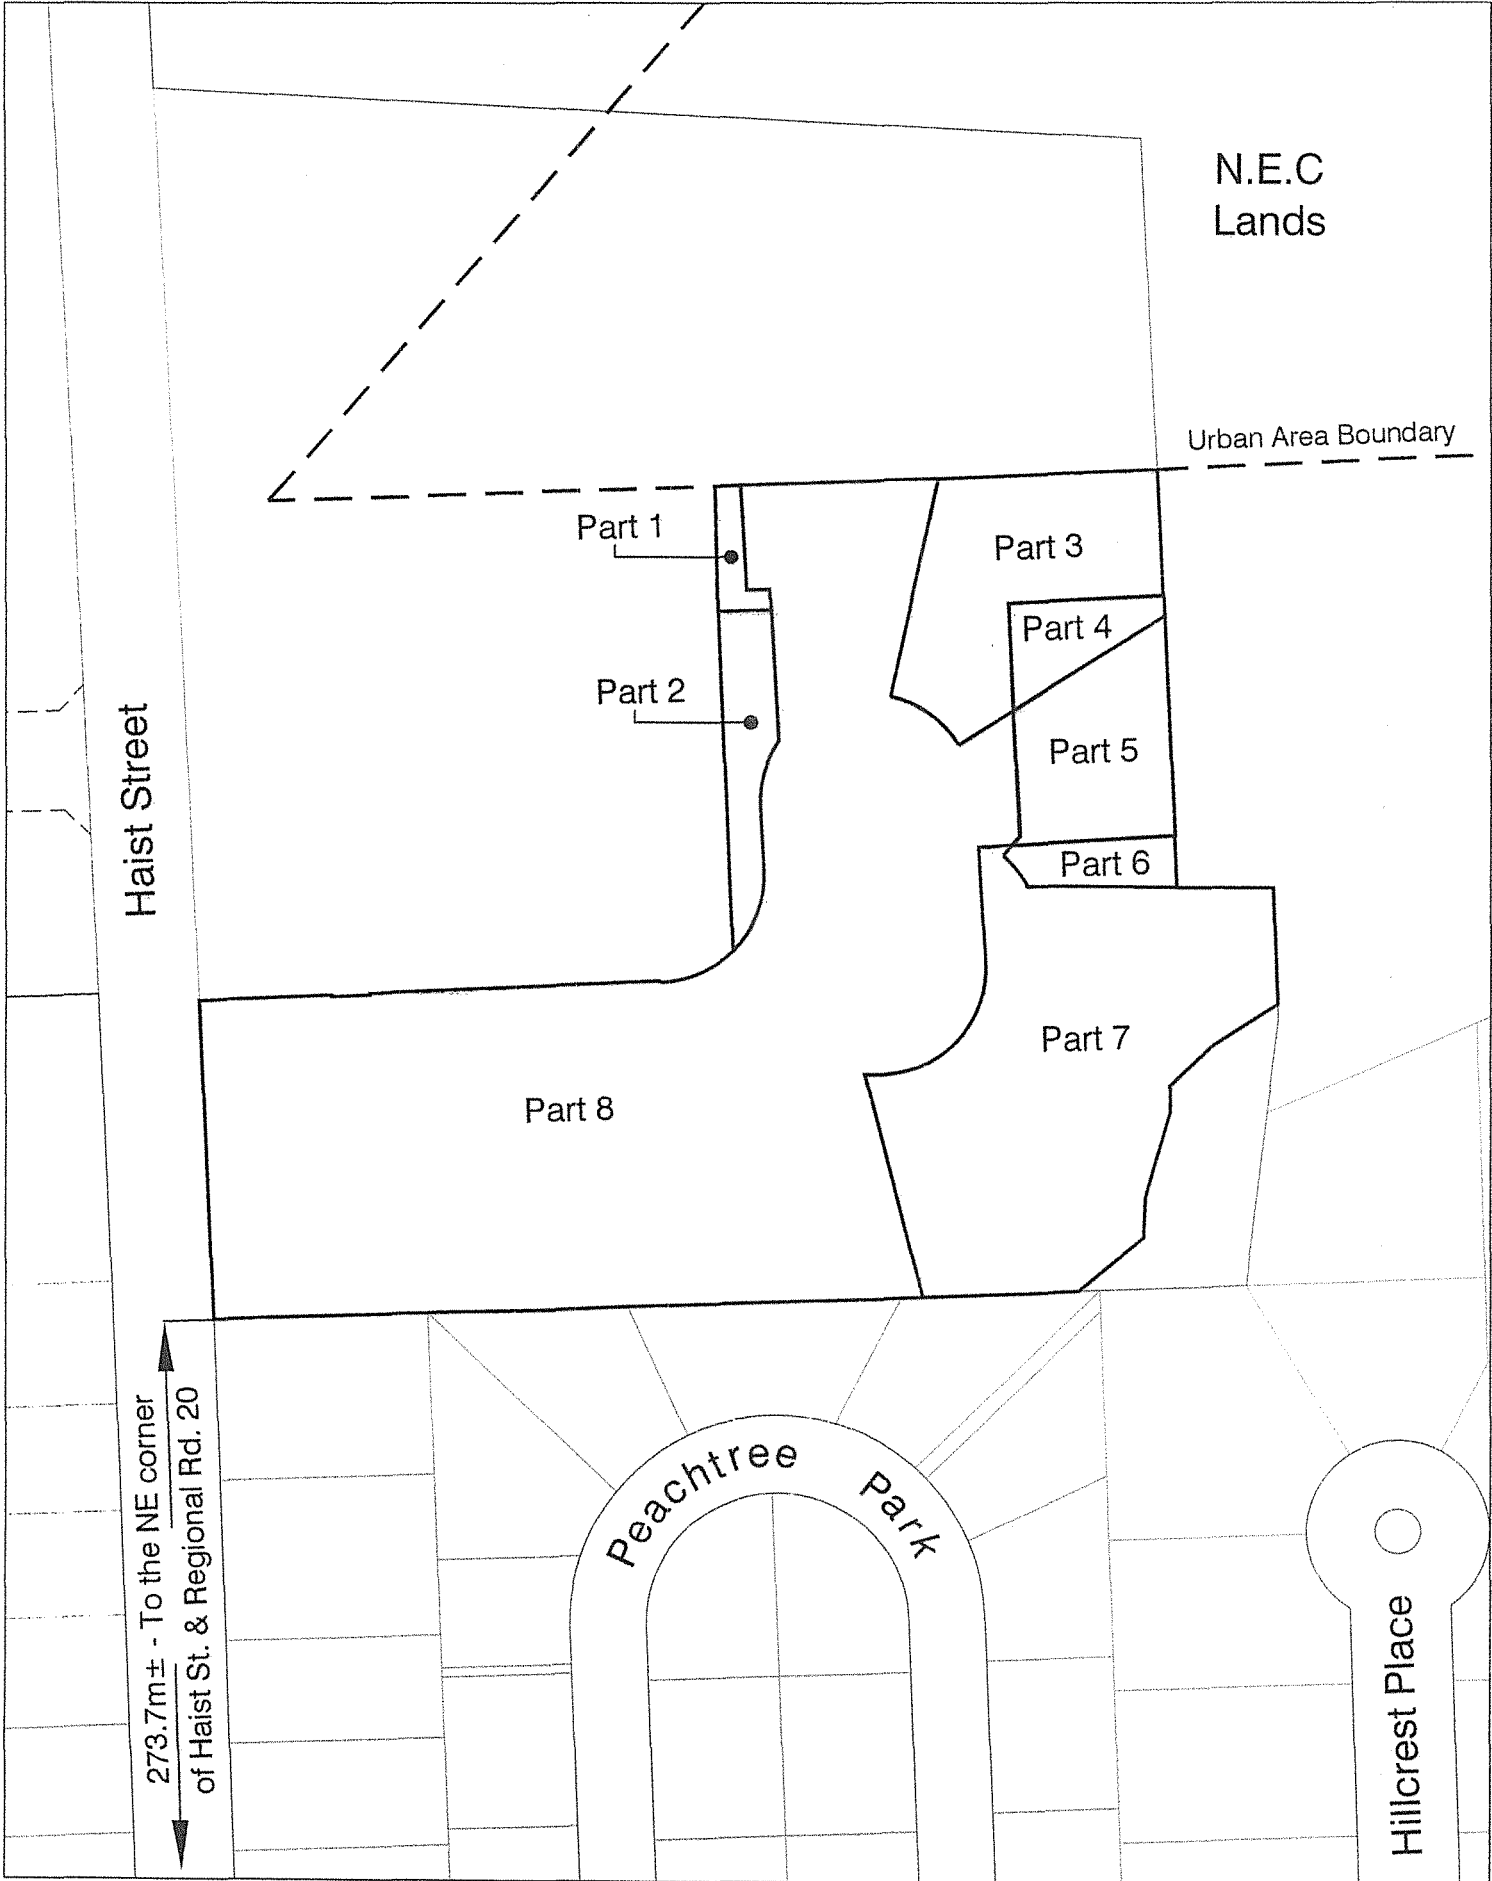 N.E.C
Lands
Urban Area Boundary
Part 1
Part 3
Part 4
Part 2
Part 5
Haist Street
Part 6
Part 7
Part 8
273.7m± - To the NE corner
of Haist St. & Regional Rd. 20
Peachtree Park
Hillcrest Place